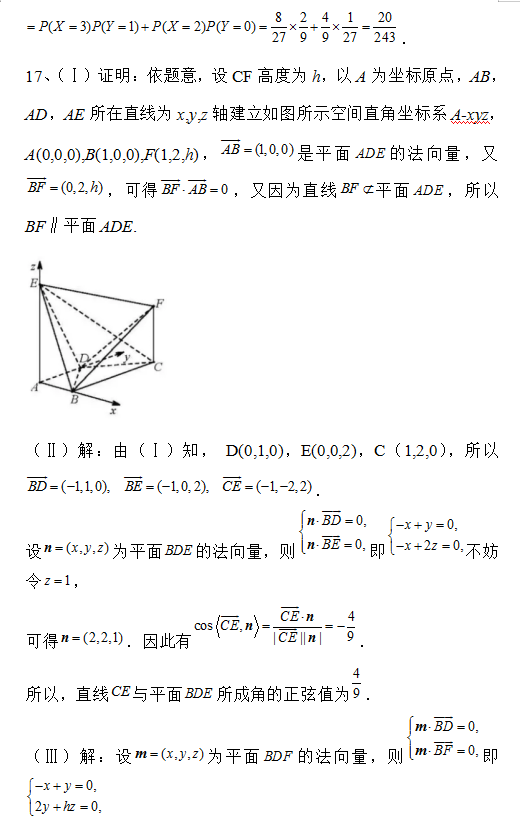 = P(X = 3)P(Y = 1) + P(X = 2)P(Y = 0) = 8/27 × 2/9 + 4/9 × 1/27 = 20/243.
17、(Ⅰ) 证明：依题意，设 CF 高度为 h，以 A 为坐标原点，AB，
AD，AE 所在直线为 x,y,z 轴建立如图所示空间直角坐标系 A-xyz，
A(0,0,0),B(1,0,0),F(1,2,h)，\overrightarrow{AB} = (1,0,0) 是平面 ADE 的法向量，又
\overrightarrow{BF} = (0,2,h)，可得 \overrightarrow{BF}·\overrightarrow{AB} = 0，又因为直线 BF ⊄ 平面 ADE，所以
BF∥平面 ADE.
z
E
F
D
y
C
A
B
x
(Ⅱ) 解：由（Ⅰ）知， D(0,1,0)，E(0,0,2)，C（1,2,0），所以
\overrightarrow{BD} = (−1,1,0), \overrightarrow{BE} = (−1,0,2), \overrightarrow{CE} = (−1,−2,2).
设 n = (x,y,z) 为平面 BDE 的法向量，则 {n·\overrightarrow{BD} = 0, n·\overrightarrow{BE} = 0, 即 {−x + y = 0, −x + 2z = 0, 不妨
令 z = 1，
可得 n = (2,2,1). 因此有 cos⟨\overrightarrow{CE}, n⟩ = \overrightarrow{CE}·n / |\overrightarrow{CE}||n| = −4/9.
所以，直线 CE 与平面 BDE 所成角的正弦值为 4/9.
(Ⅲ) 解：设 m = (x,y,z) 为平面 BDF 的法向量，则 {m·\overrightarrow{BD} = 0, m·\overrightarrow{BF} = 0, 即
{−x + y = 0, 2y + hz = 0,